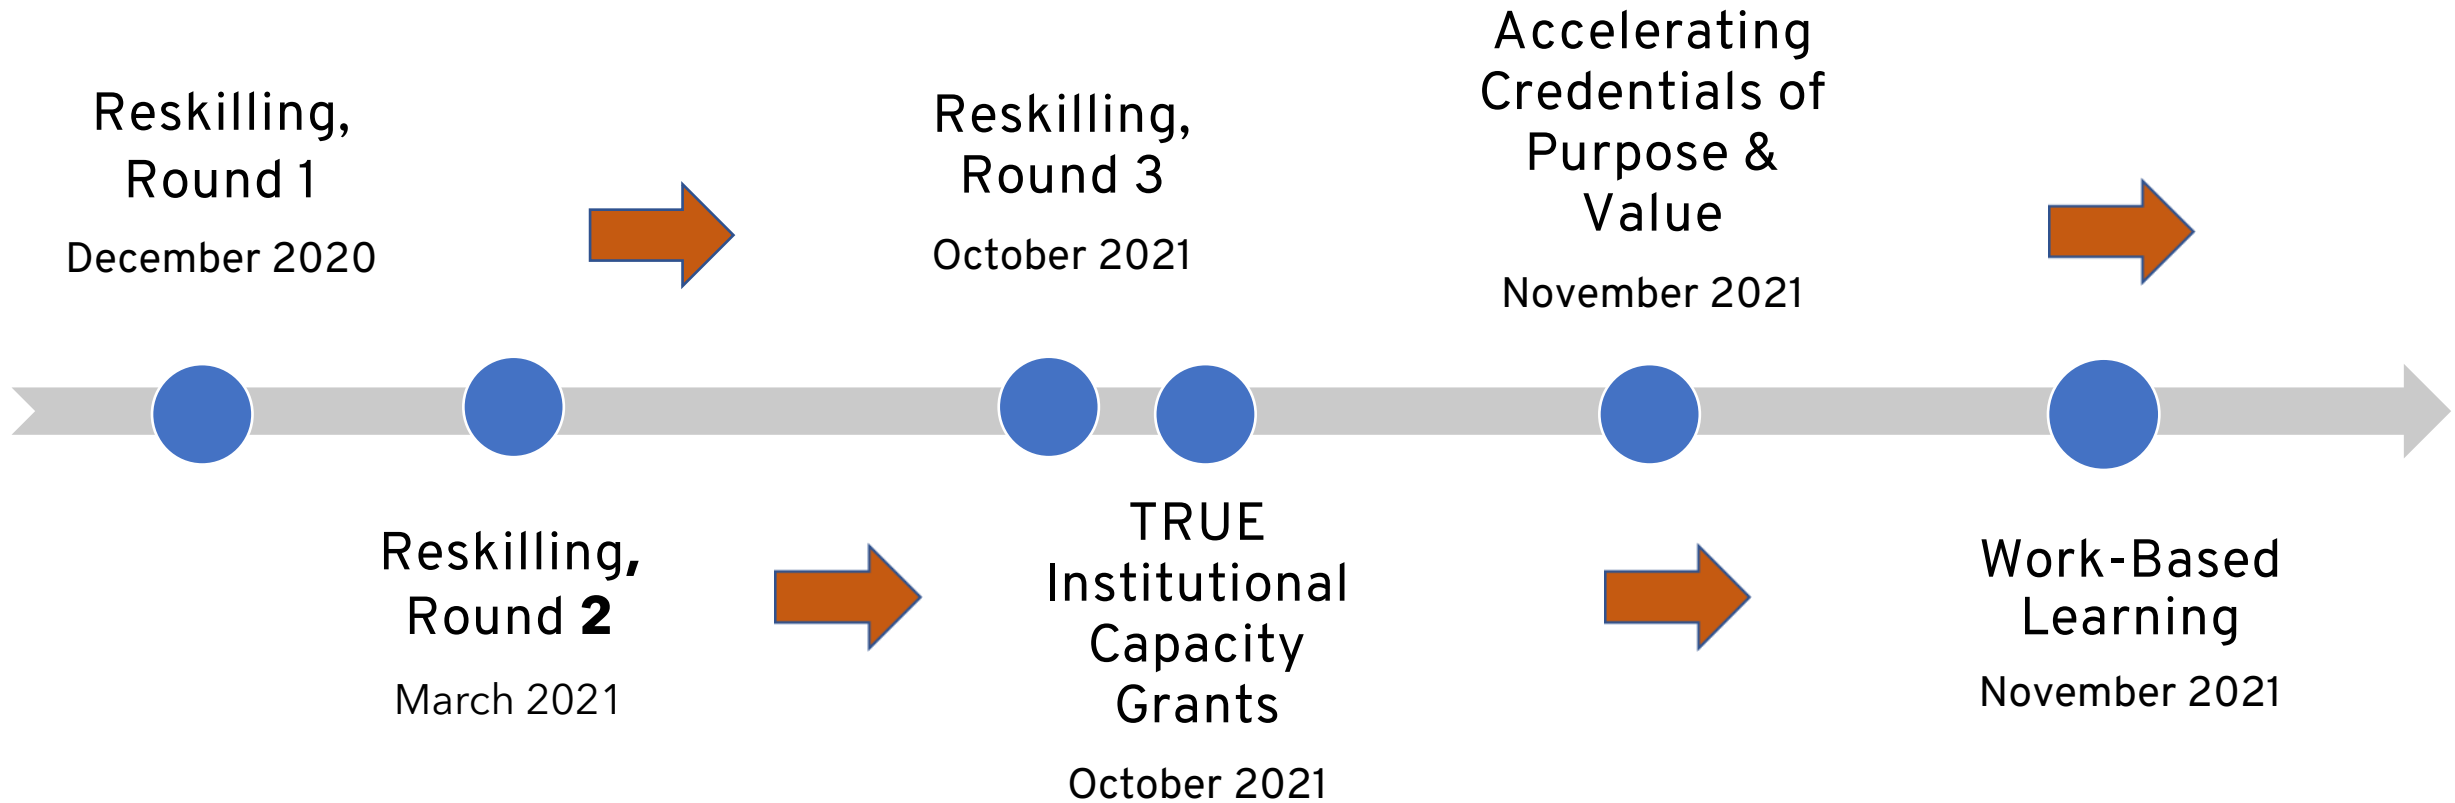 Reskilling,
Round 1
December 2020
Reskilling,
Round 2
March 2021
Reskilling,
Round 3
October 2021
TRUE
Institutional
Capacity
Grants
October 2021
Accelerating
Credentials of
Purpose &
Value
November 2021
Work-Based
Learning
November 2021